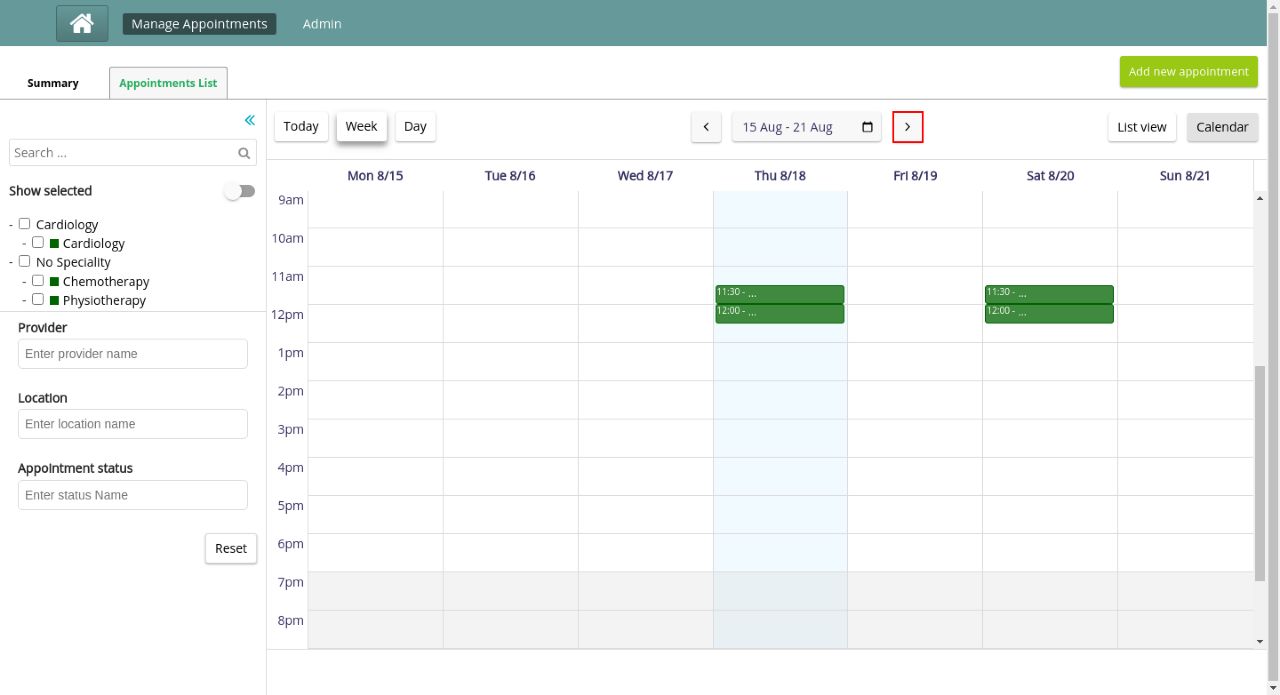 Manage Appointments Admin
Summary Appointments List Add new appointment
Today Week Day 15 Aug - 21 Aug List view Calendar
Search ...
Show selected
- Cardiology
- Cardiology
- No Speciality
- Chemotherapy
- Physiotherapy
Provider
Enter provider name
Location
Enter location name
Appointment status
Enter status Name
Reset
Mon 8/15 Tue 8/16 Wed 8/17 Thu 8/18 Fri 8/19 Sat 8/20 Sun 8/21
9am
10am
11am
11:30 - ... 11:30 - ...
12:00 - ... 12:00 - ...
12pm
1pm
2pm
3pm
4pm
5pm
6pm
7pm
8pm